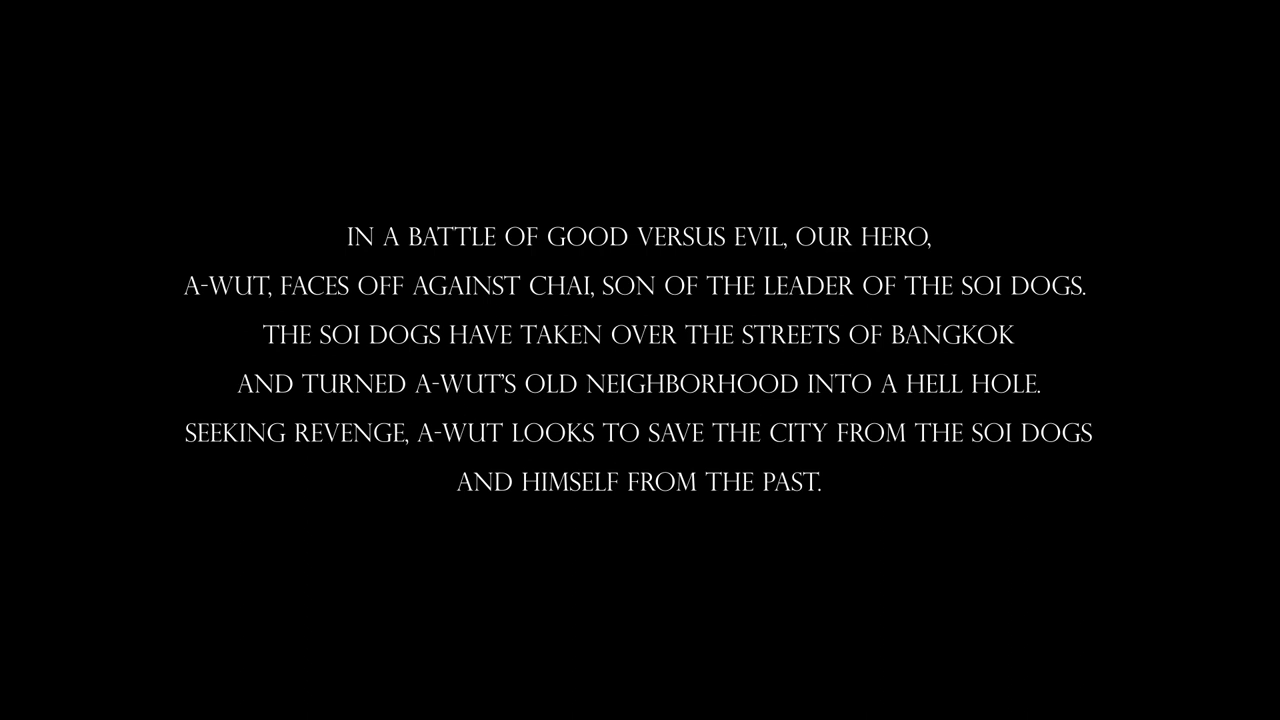 IN A BATTLE OF GOOD VERSUS EVIL, OUR HERO,
A-WUT, FACES OFF AGAINST CHAI, SON OF THE LEADER OF THE SOI DOGS.
THE SOI DOGS HAVE TAKEN OVER THE STREETS OF BANGKOK
AND TURNED A-WUT'S OLD NEIGHBORHOOD INTO A HELL HOLE.
SEEKING REVENGE, A-WUT LOOKS TO SAVE THE CITY FROM THE SOI DOGS
AND HIMSELF FROM THE PAST.